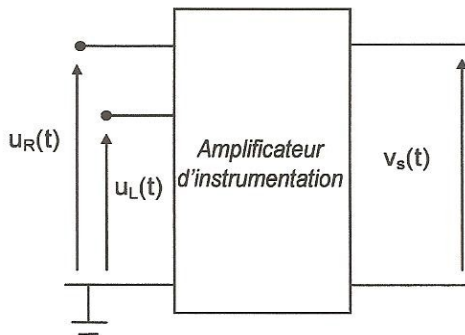 u_R(t)
u_L(t)
Amplificateur
d'instrumentation
v_s(t)